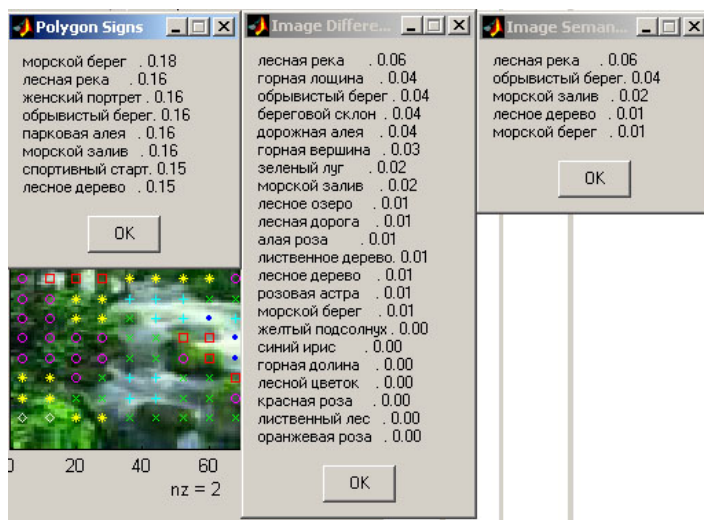 Polygon Signs
морской берег . 0.18
лесная река . 0.16
женский портрет . 0.16
обрывистый берег. 0.16
парковая алея . 0.16
морской залив . 0.16
спортивный старт. 0.15
лесное дерево . 0.15
OK
20 40 60
nz = 2
Image Differe...
лесная река . 0.06
горная лощина . 0.04
обрывистый берег . 0.04
береговой склон . 0.04
дорожная алея . 0.04
горная вершина . 0.03
зеленый луг . 0.02
морской залив . 0.02
лесное озеро . 0.01
лесная дорога . 0.01
алая роза . 0.01
лиственное дерево. 0.01
лесное дерево . 0.01
розовая астра . 0.01
морской берег . 0.01
желтый подсолнух . 0.00
синий ирис . 0.00
горная долина . 0.00
лесной цветок . 0.00
красная роза . 0.00
лиственный лес . 0.00
оранжевая роза . 0.00
OK
Image Seman...
лесная река . 0.06
обрывистый берег. 0.04
морской залив . 0.02
лесное дерево . 0.01
морской берег . 0.01
OK